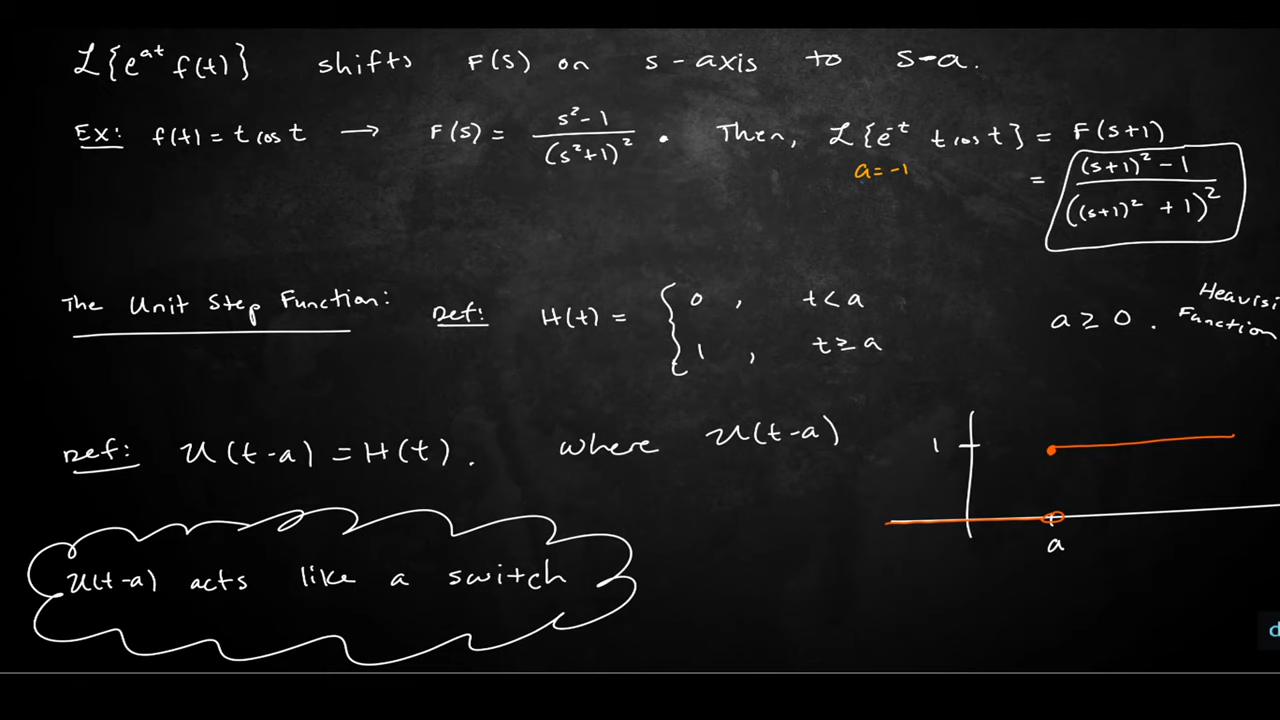 ℒ{e^{at} f(t)} shifts F(s) on s-axis to s-a.
Ex: f(t) = t cos t → F(s) = (s²-1)/(s²+1)² . Then, ℒ{e^{-t} t cos t} = F(s+1)
a = -1
= ((s+1)² - 1)/((s+1)² + 1)²
The Unit Step Function: Def: H(t) = { 0 , t < a
1 , t ≥ a
a ≥ 0 .
Heavisi
Function
Def: 𝒰(t-a) = H(t) . where 𝒰(t-a)
1
a
𝒰(t-a) acts like a switch